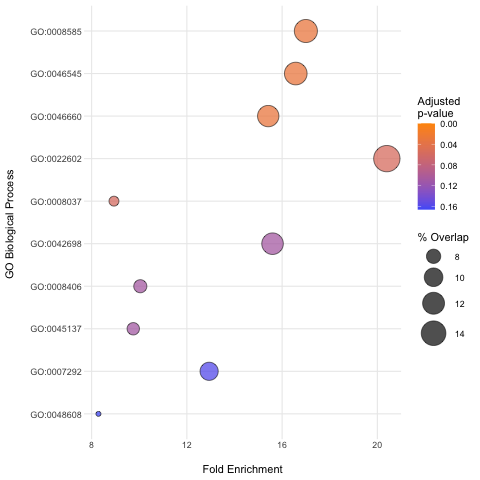 GO:0008585
GO:0046545
GO:0046660
GO:0022602
GO:0008037
GO:0042698
GO:0008406
GO:0045137
GO:0007292
GO:0048608
GO Biological Process
8 12 16 20
Fold Enrichment
Adjusted
p-value
0.00
0.04
0.08
0.12
0.16
% Overlap
8
10
12
14